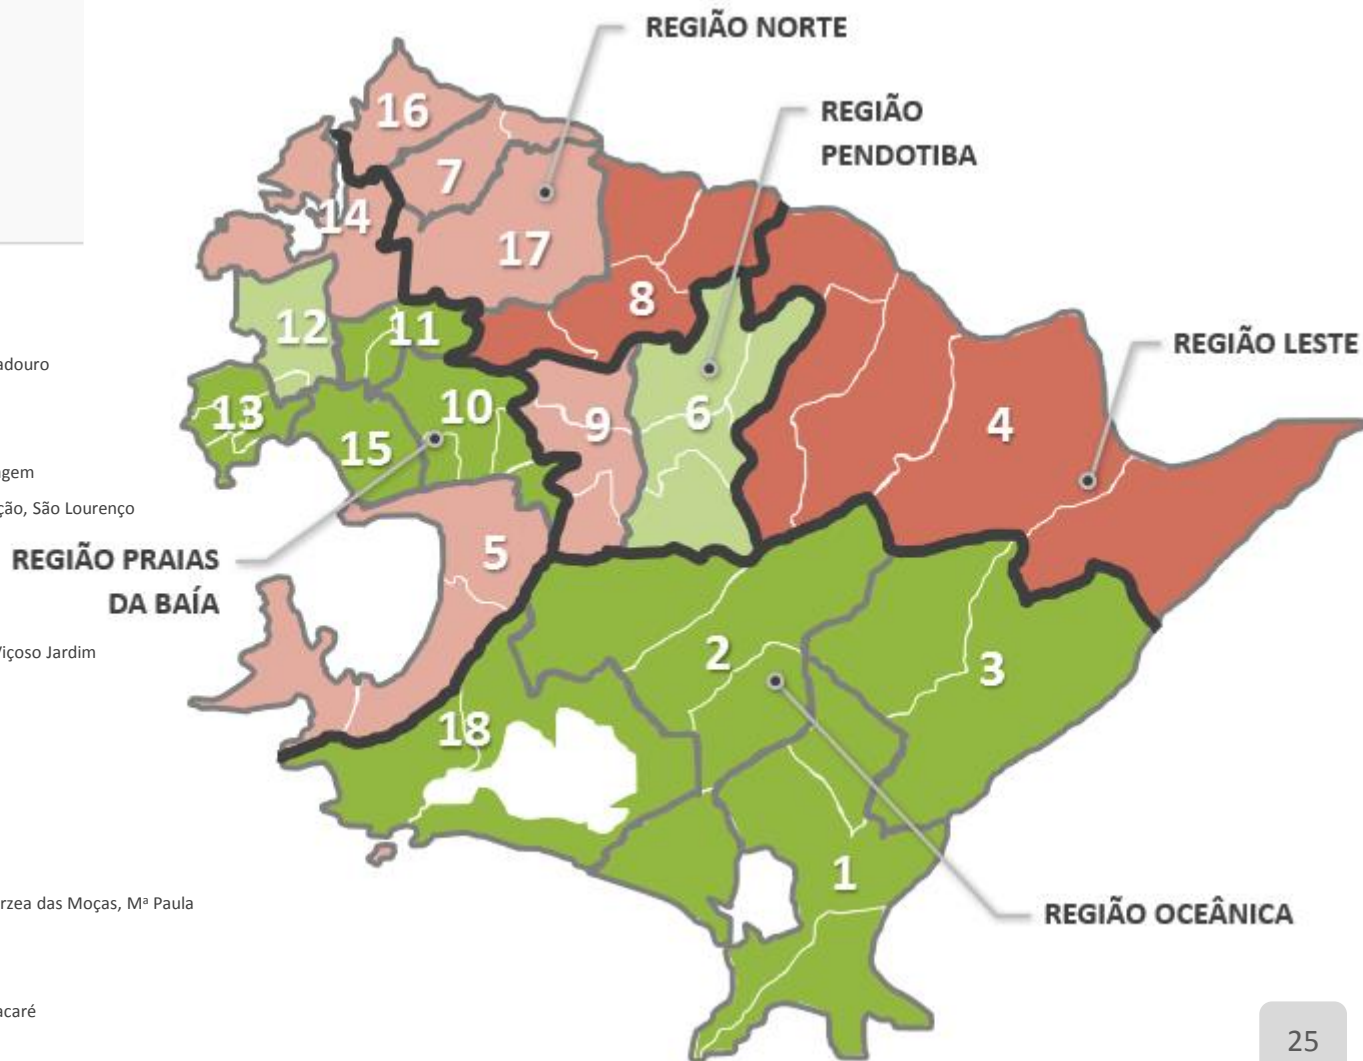 REGIÃO NORTE
REGIÃO
PENDOTIBA
16
7
14
17
8
12
11
REGIÃO LESTE
adouro
13
10
9
6
4
15
agem
ção, São Lourenço
REGIÃO PRAIAS
DA BAÍA
5
Viçoso Jardim
2
3
18
1
rzea das Moças, Mª Paula
REGIÃO OCEÂNICA
acaré
25